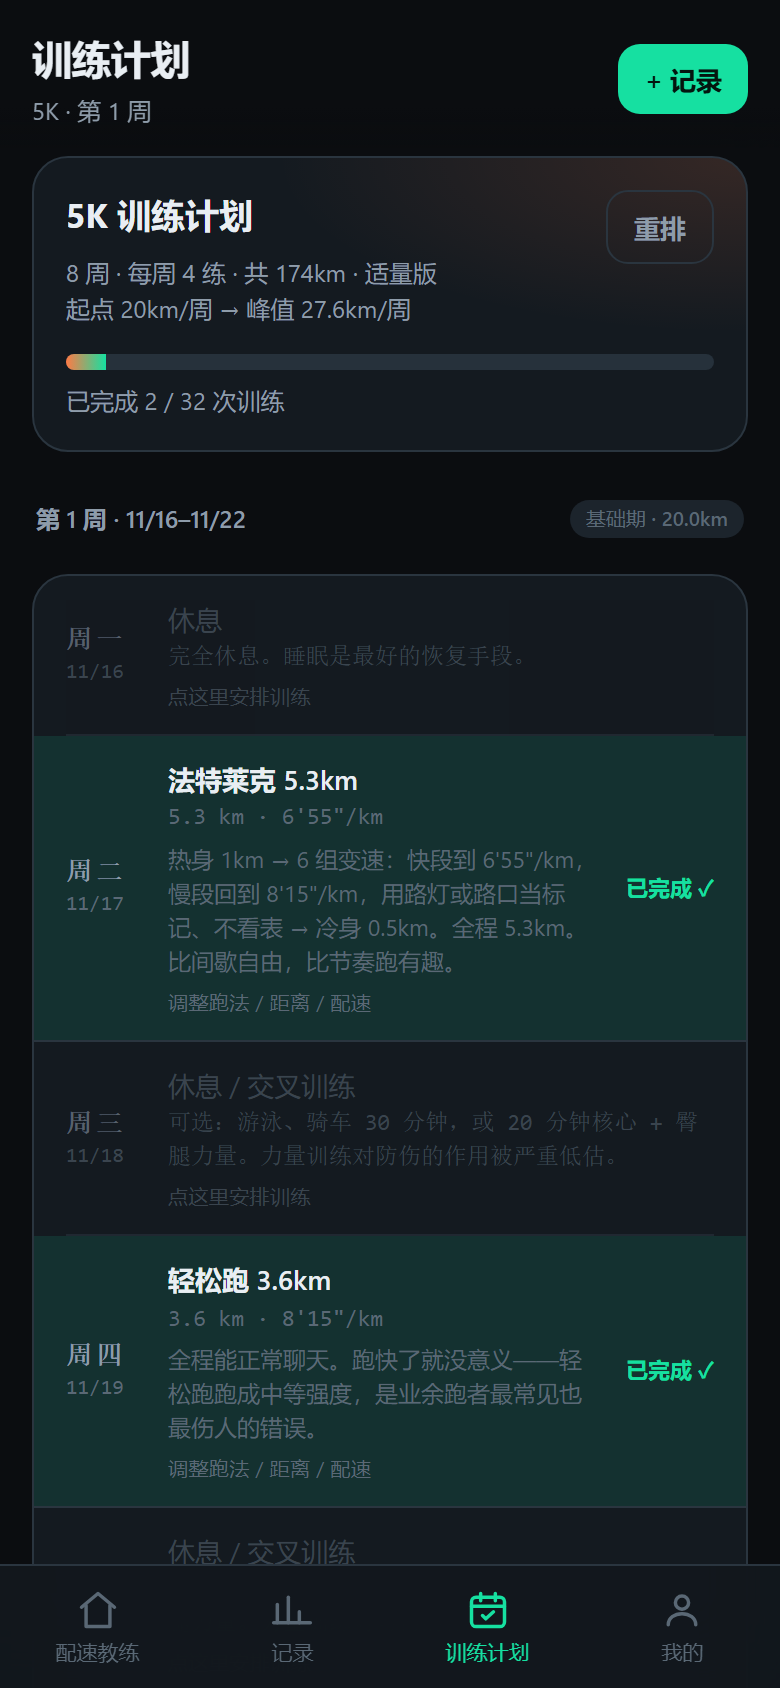 训练计划
5K · 第 1 周
+ 记录
5K 训练计划
重排
8 周 · 每周 4 练 · 共 174km · 适量版
起点 20km/周 → 峰值 27.6km/周
已完成 2 / 32 次训练
第 1 周 · 11/16–11/22
基础期 · 20.0km
周一
11/16
休息
完全休息。睡眠是最好的恢复手段。
点这里安排训练
周二
11/17
法特莱克 5.3km
5.3 km · 6'55"/km
热身 1km → 6 组变速：快段到 6'55"/km，
慢段回到 8'15"/km，用路灯或路口当标
记、不看表 → 冷身 0.5km。全程 5.3km。
比间歇自由，比节奏跑有趣。
调整跑法 / 距离 / 配速
已完成 ✓
周三
11/18
休息 / 交叉训练
可选：游泳、骑车 30 分钟，或 20 分钟核心 + 臀
腿力量。力量训练对防伤的作用被严重低估。
点这里安排训练
周四
11/19
轻松跑 3.6km
3.6 km · 8'15"/km
全程能正常聊天。跑快了就没意义——轻
松跑跑成中等强度，是业余跑者最常见也
最伤人的错误。
调整跑法 / 距离 / 配速
已完成 ✓
休息 / 交叉训练
配速教练
记录
训练计划
我的